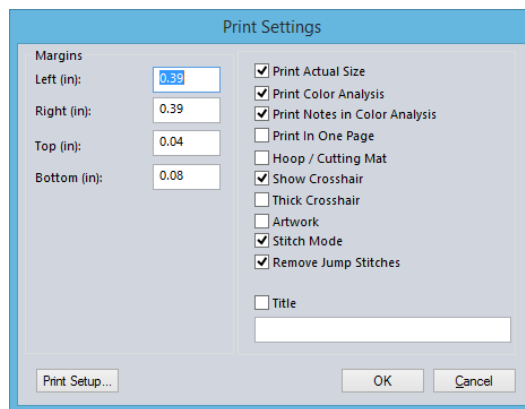 Print Settings
Margins
Left (in):
0.39
Right (in):
0.39
Top (in):
0.04
Bottom (in):
0.08
Print Actual Size
Print Color Analysis
Print Notes in Color Analysis
Print In One Page
Hoop / Cutting Mat
Show Crosshair
Thick Crosshair
Artwork
Stitch Mode
Remove Jump Stitches
Title
Print Setup...
OK
Cancel